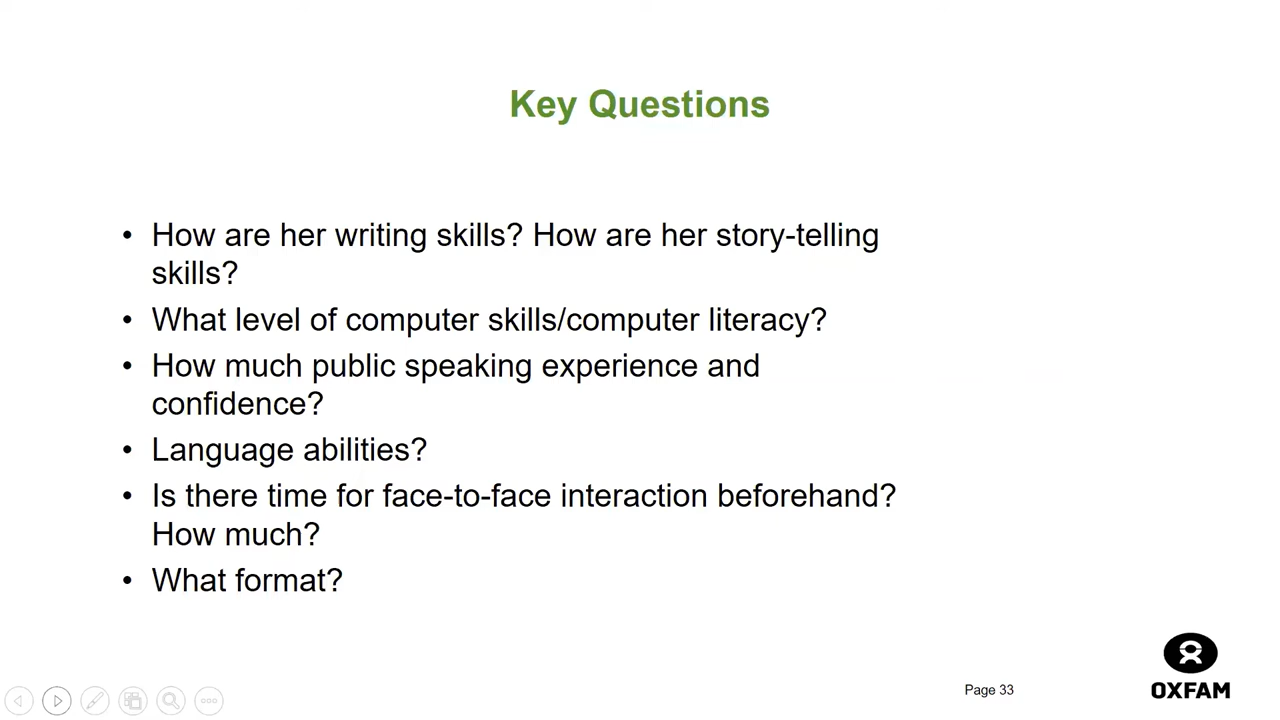 Key Questions
• How are her writing skills? How are her story-telling
skills?
• What level of computer skills/computer literacy?
• How much public speaking experience and
confidence?
• Language abilities?
• Is there time for face-to-face interaction beforehand?
How much?
• What format?
Page 33
OXFAM